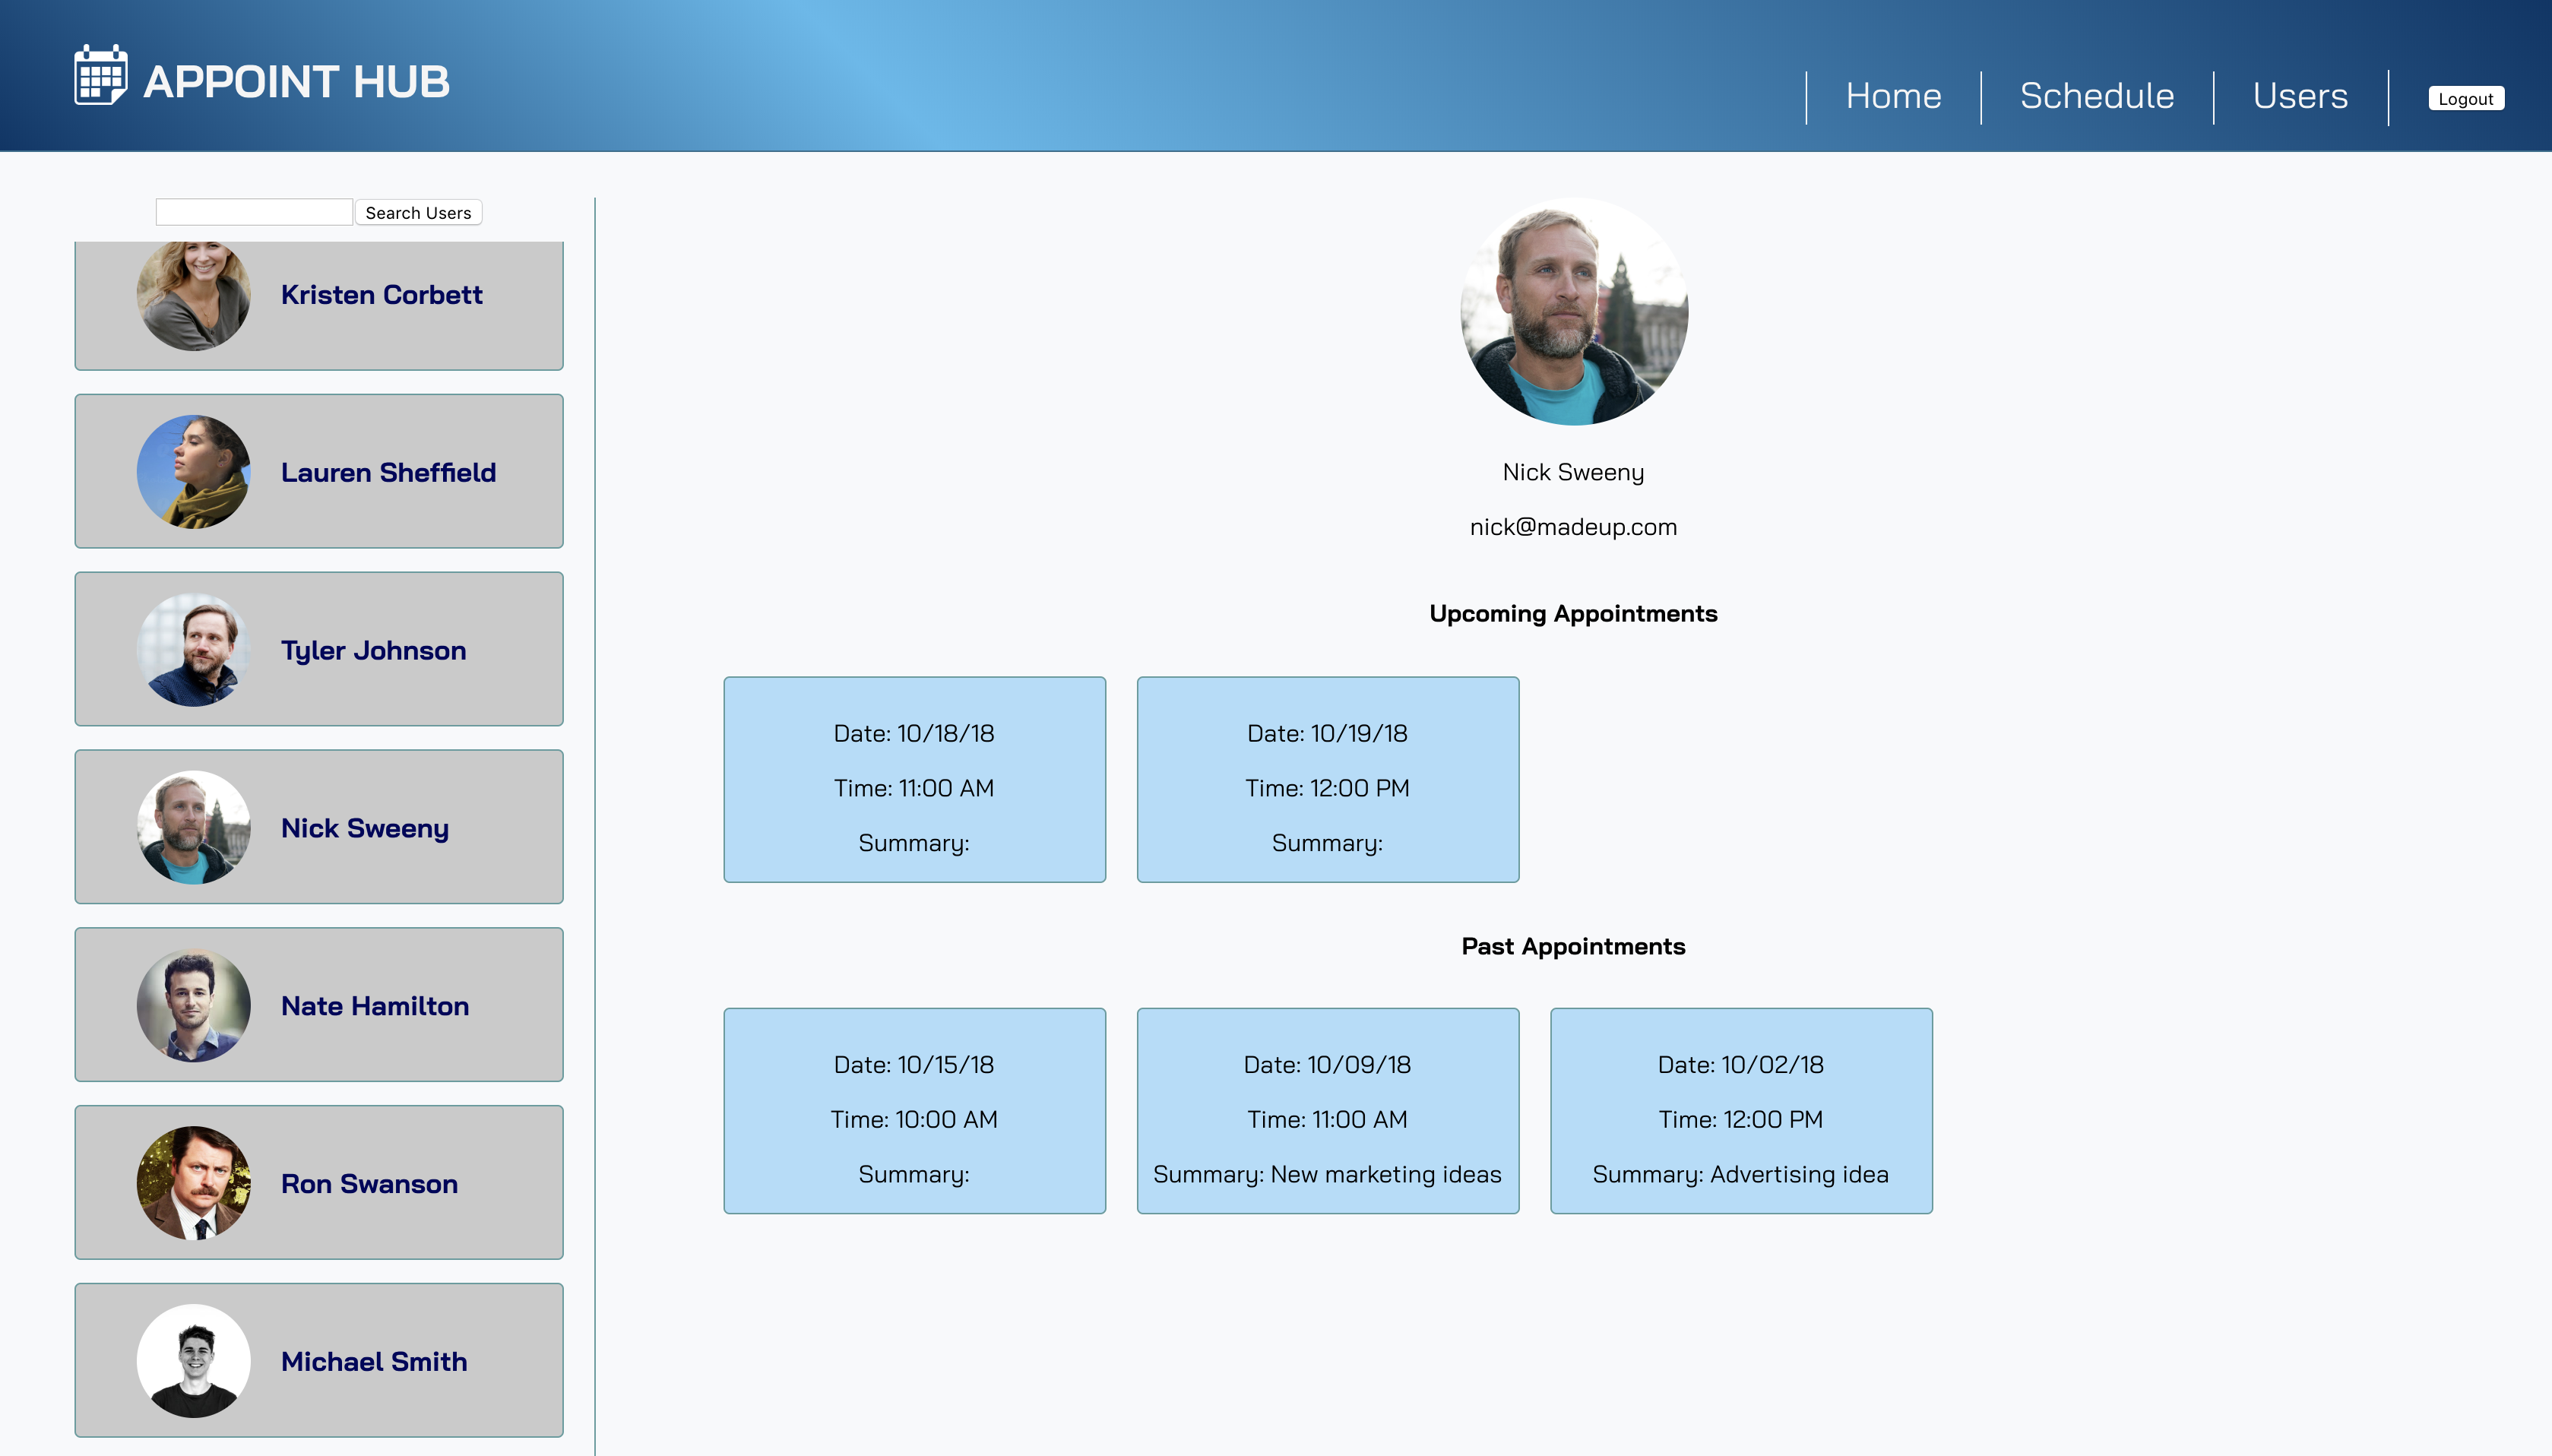 APPOINT HUB
Home
Schedule
Users
Logout
Search Users
Kristen Corbett
Lauren Sheffield
Tyler Johnson
Nick Sweeny
Nate Hamilton
Ron Swanson
Michael Smith
Nick Sweeny
nick@madeup.com
Upcoming Appointments
Date: 10/18/18
Time: 11:00 AM
Summary:
Date: 10/19/18
Time: 12:00 PM
Summary:
Past Appointments
Date: 10/15/18
Time: 10:00 AM
Summary:
Date: 10/09/18
Time: 11:00 AM
Summary: New marketing ideas
Date: 10/02/18
Time: 12:00 PM
Summary: Advertising idea